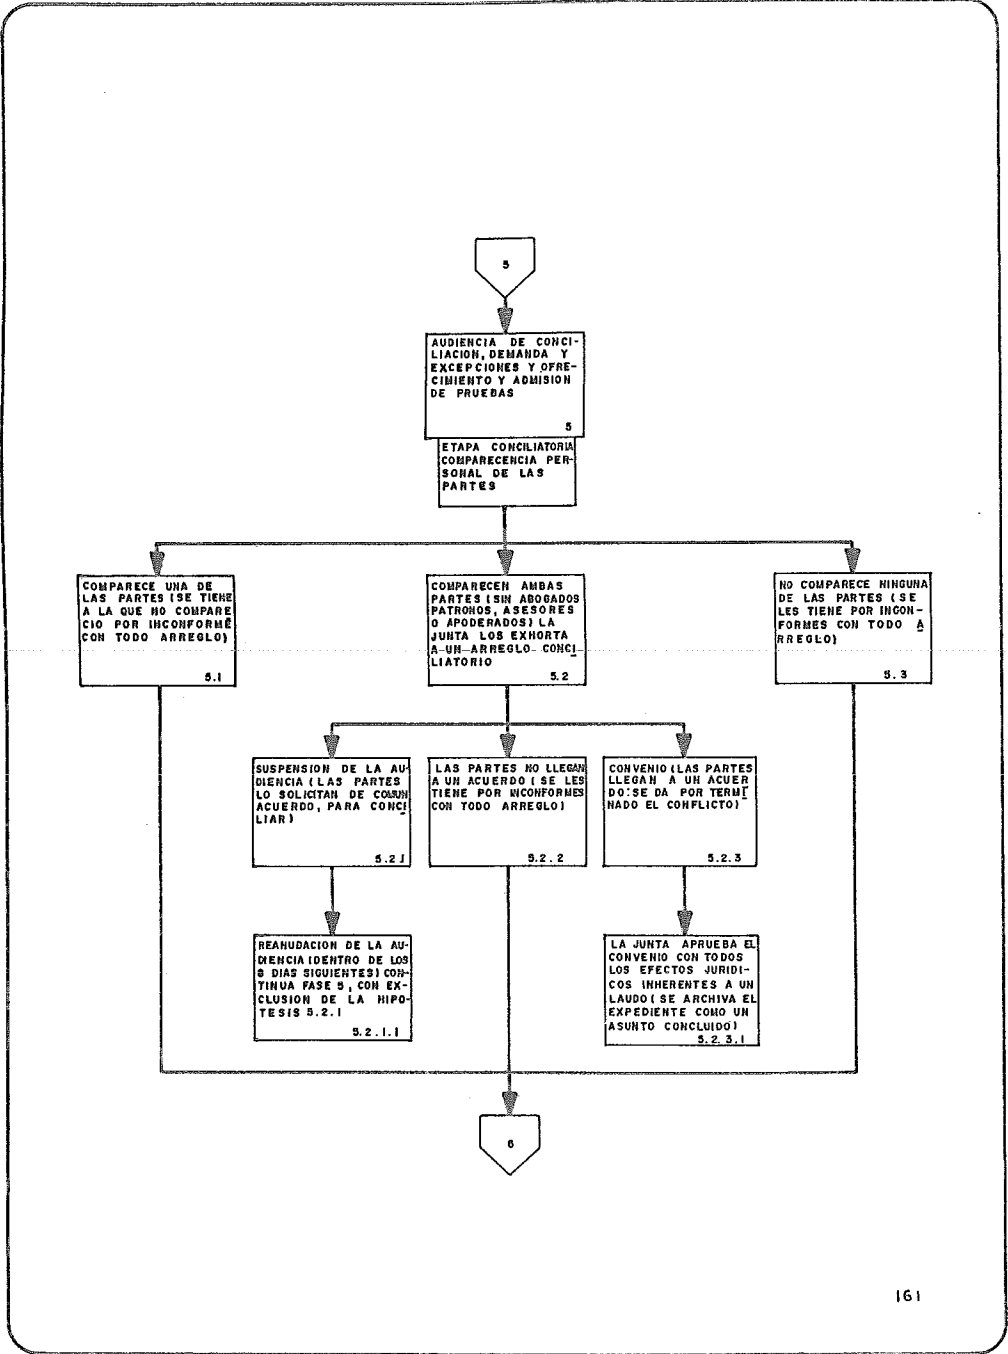 5
AUDIENCIA DE CONCI-
LIACION, DEMANDA Y
EXCEPCIONES Y OFRE-
CIMIENTO Y ADMISION
DE PRUEBAS
5
ETAPA CONCILIATORIA
COMPARECENCIA PER-
SONAL DE LAS
PARTES
COMPARECE UNA DE
LAS PARTES (SE TIENE
A LA QUE NO COMPARE
CIO POR INCONFORME
CON TODO ARREGLO)
5.1
COMPARECEN AMBAS
PARTES (SIN ABOGADOS
PATRONOS, ASESORES
O APODERADOS) LA
JUNTA LOS EXHORTA
A UN ARREGLO CONCI
LIATORIO
5.2
NO COMPARECE NINGUNA
DE LAS PARTES (SE
LES TIENE POR INCON-
FORMES CON TODO A
RREGLO)
5.3
SUSPENSION DE LA AU-
DIENCIA (LAS PARTES
LO SOLICITAN DE COMUN
ACUERDO, PARA CONCI
LIAR)
5.2.1
LAS PARTES NO LLEGAN
A UN ACUERDO (SE LES
TIENE POR INCONFORMES
CON TODO ARREGLO)
5.2.2
CONVENIO (LAS PARTES
LLEGAN A UN ACUER
DO: SE DA POR TERMI
NADO EL CONFLICTO)
5.2.3
REANUDACION DE LA AU-
DIENCIA (DENTRO DE LOS
8 DIAS SIGUIENTES) CON-
TINUA FASE 5, CON EX-
CLUSION DE LA HIPO-
TESIS 5.2.1
5.2.1.1
LA JUNTA APRUEBA EL
CONVENIO CON TODOS
LOS EFECTOS JURIDI-
COS INHERENTES A UN
LAUDO (SE ARCHIVA EL
EXPEDIENTE COMO UN
ASUNTO CONCLUIDO)
5.2.3.1
6
161